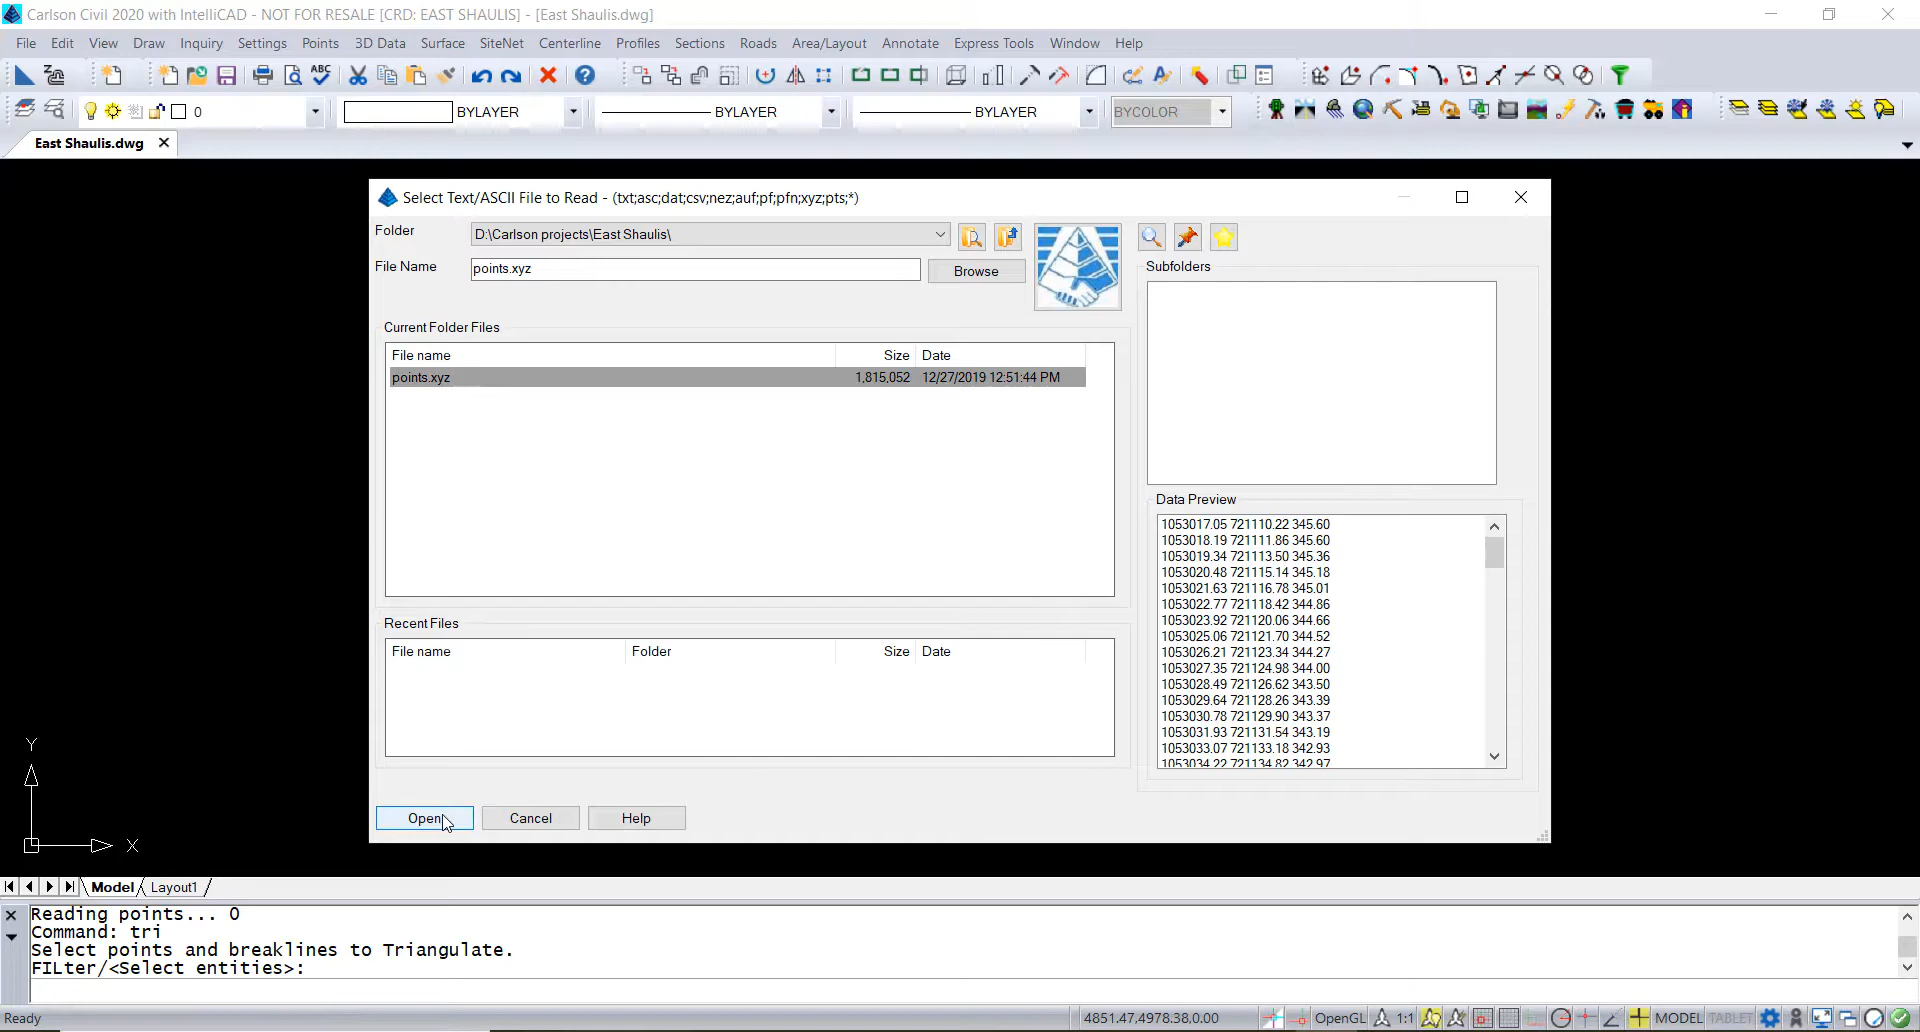 Carlson Civil 2020 with IntelliCAD - NOT FOR RESALE [CRD: EAST SHAULIS] - [East Shaulis.dwg]
File Edit View Draw Inquiry Settings Points 3D Data Surface SiteNet Centerline Profiles Sections Roads Area/Layout Annotate Express Tools Window Help
ABC
0 BYLAYER BYLAYER BYLAYER BYCOLOR
East Shaulis.dwg
Select Text/ASCII File to Read - (txt;asc;dat;csv;nez;auf;pf;pfn;xyz;pts;*)
Folder D:\Carlson projects\East Shaulis\
File Name points.xyz Browse
Subfolders
Current Folder Files
File name Size Date
points.xyz 1,815,052 12/27/2019 12:51:44 PM
Data Preview
1053017.05 721110.22 345.60
1053018.19 721111.86 345.60
1053019.34 721113.50 345.36
1053020.48 721115.14 345.18
1053021.63 721116.78 345.01
1053022.77 721118.42 344.86
1053023.92 721120.06 344.66
1053025.06 721121.70 344.52
1053026.21 721123.34 344.27
1053027.35 721124.98 344.00
1053028.49 721126.62 343.50
1053029.64 721128.26 343.39
1053030.78 721129.90 343.37
1053031.93 721131.54 343.19
1053033.07 721133.18 342.93
1053034.22 721134.82 342.97
Recent Files
File name Folder Size Date
Open Cancel Help
Y
X
Model Layout1
Reading points... 0
Command: tri
Select points and breaklines to Triangulate.
FILter/<Select entities>:
Ready 4851.47,4978.38,0.00 OpenGL 1:1 MODEL TABLET